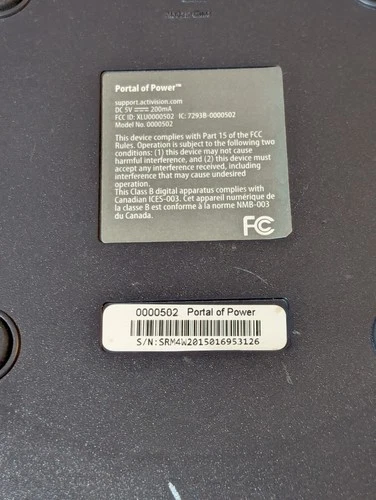 Portal of Power™
support.activision.com
DC 5V ⎓ 200mA
FCC ID: XLU0000502 IC: 7293B-0000502
Model No. 0000502
This device complies with Part 15 of the FCC
Rules. Operation is subject to the following two
conditions: (1) this device may not cause
harmful interference, and (2) this device must
accept any interference received, including
interference that may cause undesired
operation.
This Class B digital apparatus complies with
Canadian ICES-003. Cet appareil numérique de
la classe B est conforme à la norme NMB-003
du Canada.
FC
0000502 Portal of Power
S/N:SRM4W2015016953126